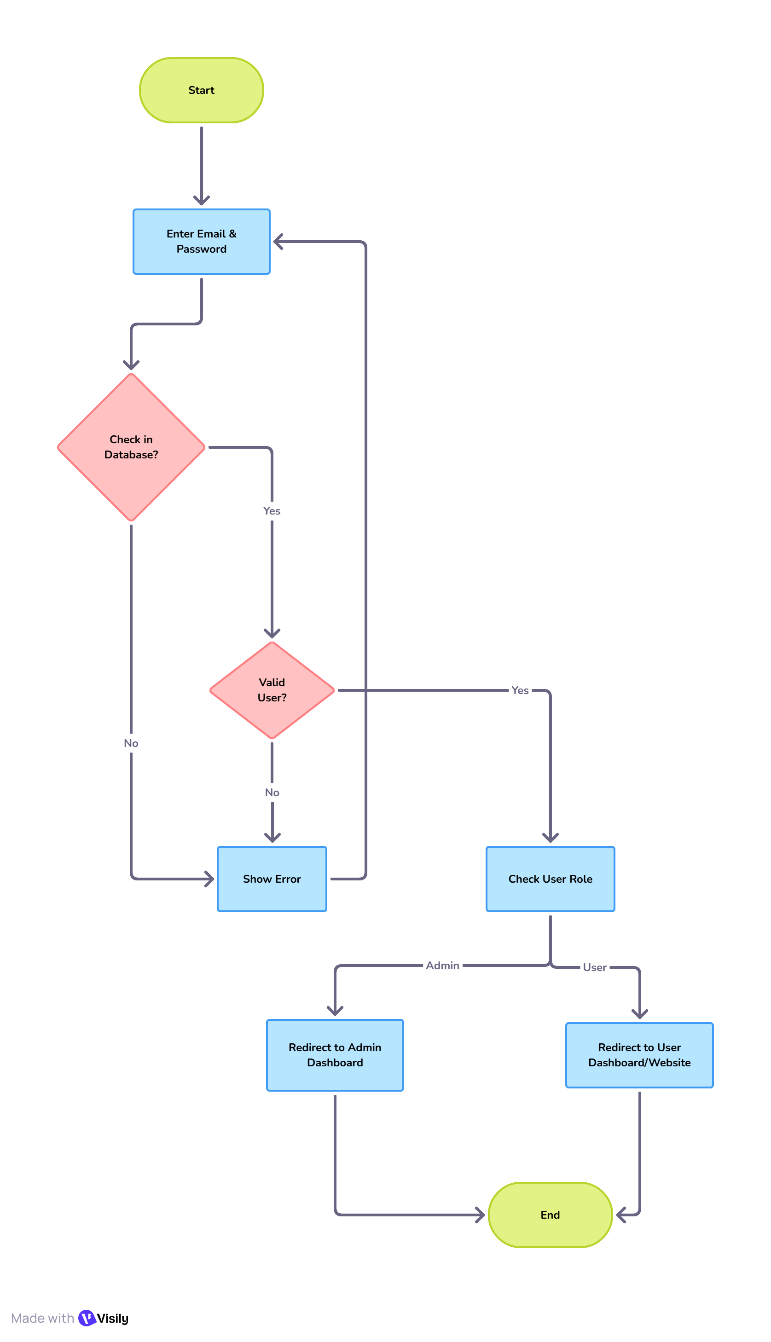 Start
Enter Email &
Password
Check in
Database?
Yes
Valid
User?
Yes
No
No
Show Error
Check User Role
Admin
User
Redirect to Admin
Dashboard
Redirect to User
Dashboard/Website
End
Made with Visily